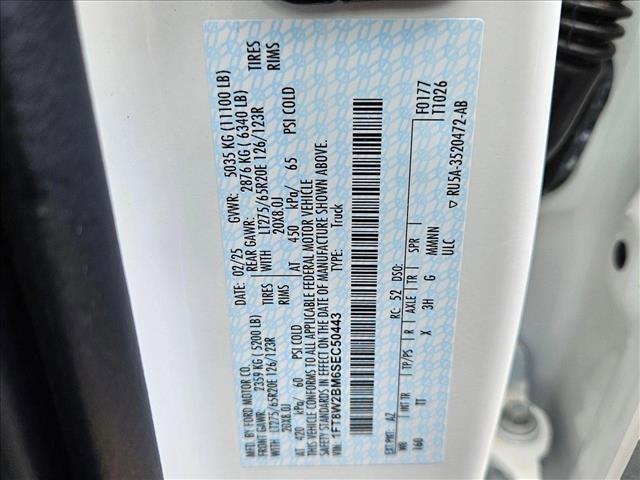 MFD. BY FORD MOTOR CO.
DATE: 02/25 GVWR: 5035 KG (11100 LB)
FRONT GAWR: 2359 KG (5200 LB) REAR GAWR: 2876 KG (6340 LB)
WITH LT275/65R20E 126/123R TIRES WITH LT275/65R20E 126/123R TIRES
20X8.0J RIMS 20X8.0J RIMS
AT 420 kPa/ 60 PSI COLD AT 450 kPa/ 65 PSI COLD
THIS VEHICLE CONFORMS TO ALL APPLICABLE FEDERAL MOTOR VEHICLE
SAFETY STANDARDS IN EFFECT ON THE DATE OF MANUFACTURE SHOWN ABOVE.
VIN: 1FT8W2BM6SEC50443 TYPE: Truck
F0177
T1026
EXT PNT: AZ RC: 52 DSO:
WB INT TR TP/PS R AXLE TR SPR
160 TT X 3H G MMNNN
ULC
RU5A-3520472-AB